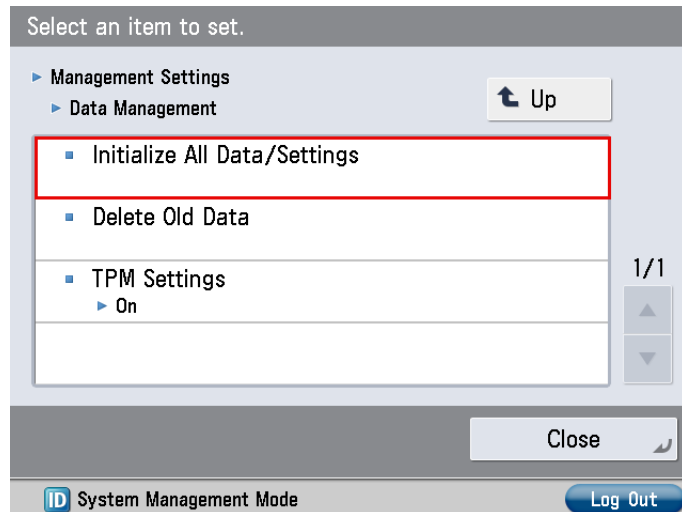 Select an item to set.
Management Settings
Data Management
Up
Initialize All Data/Settings
Delete Old Data
TPM Settings
On
1/1
Close
ID System Management Mode
Log Out